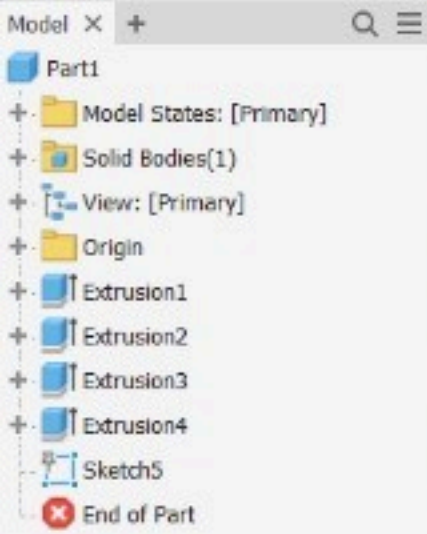 Model
Part1
Model States: [Primary]
Solid Bodies(1)
View: [Primary]
Origin
Extrusion1
Extrusion2
Extrusion3
Extrusion4
Sketch5
End of Part